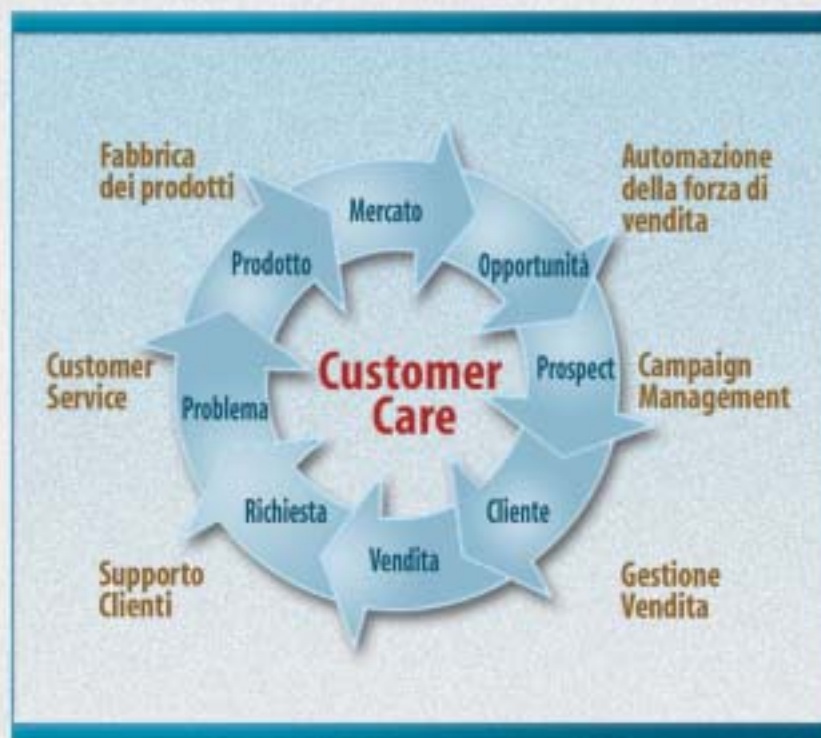 Fabbrica
dei prodotti
Automazione
della forza di
vendita
Mercato
Prodotto
Opportunità
Customer
Care
Customer
Service
Problema
Prospect
Campaign
Management
Richiesta
Cliente
Vendita
Supporto
Clienti
Gestione
Vendita